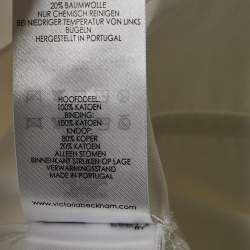 20% BAUMWOLLE
NUR CHEMISCH REINIGEN
BEI NIEDRIGER TEMPERATUR VON LINKS
BÜGELN
HERGESTELLT IN PORTUGAL
HOOFDDEEL:
100% KATOEN
BINDING:
100% KATOEN
KNOOP:
80% KOPER
20% KATOEN
ALLEEN STOMEN
BINNENKANT STRIJKEN OP LAGE
VERWARMINGSSTAND
MADE IN PORTUGAL
www.victoriabeckham.com